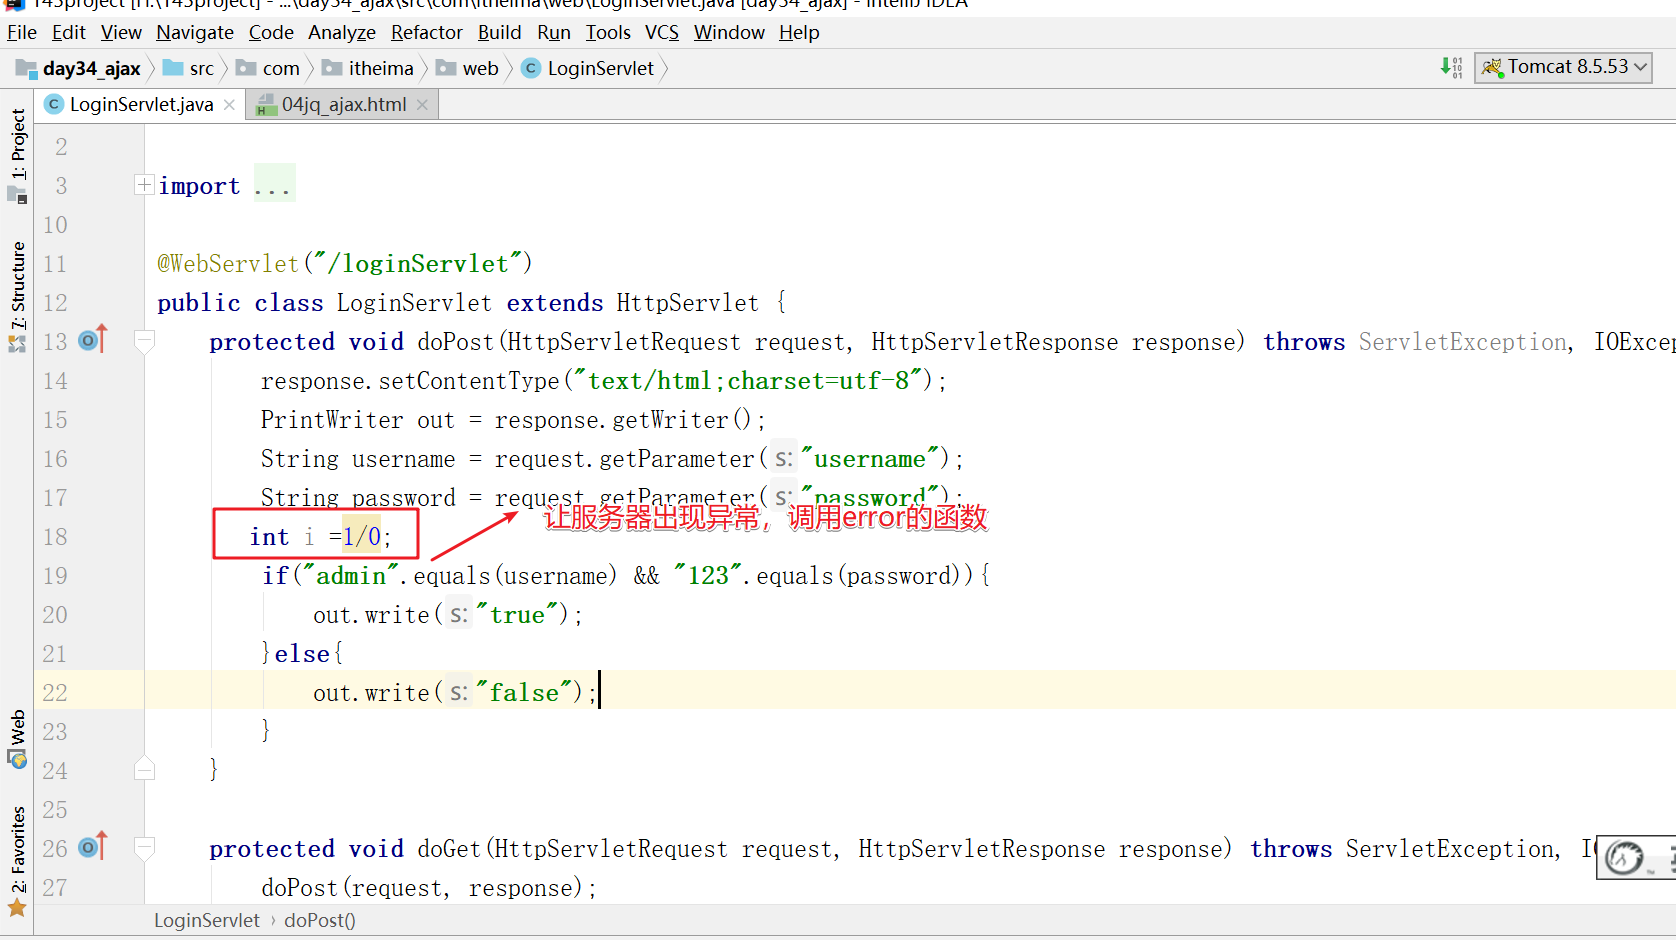 143project [H:\143project] - ...\day34_ajax\src\com\itheima\web\LoginServlet.java [day34_ajax] - IntelliJ IDEA
File Edit View Navigate Code Analyze Refactor Build Run Tools VCS Window Help
day34_ajax src com itheima web LoginServlet Tomcat 8.5.53
LoginServlet.java 04jq_ajax.html
1: Project
7: Structure
Web
2: Favorites
2
3 import ...
10
11 @WebServlet("/loginServlet")
12 public class LoginServlet extends HttpServlet {
13 protected void doPost(HttpServletRequest request, HttpServletResponse response) throws ServletException, IOExcep
14 response.setContentType("text/html;charset=utf-8");
15 PrintWriter out = response.getWriter();
16 String username = request.getParameter( s: "username");
17 String password = request.getParameter( s: "password");
让服务器出现异常，调用error的函数
18 int i =1/0;
19 if("admin".equals(username) && "123".equals(password)){
20 out.write( s: "true");
21 }else{
22 out.write( s: "false");
23 }
24 }
25
26 protected void doGet(HttpServletRequest request, HttpServletResponse response) throws ServletException, IO
27 doPost(request, response);
LoginServlet › doPost()